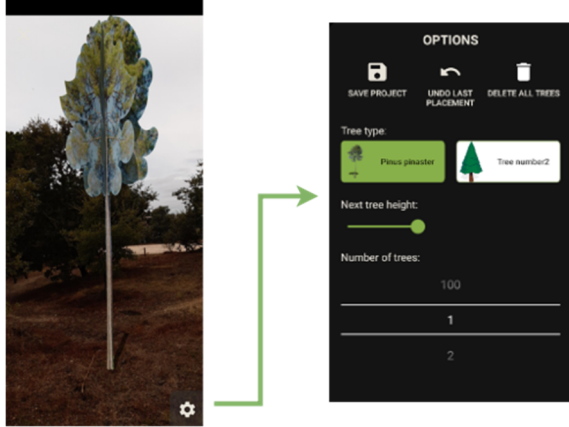 OPTIONS
SAVE PROJECT
UNDO LAST
PLACEMENT
DELETE ALL TREES
Tree type:
Pinus pinaster
Tree number2
Next tree height:
Number of trees:
100
1
2